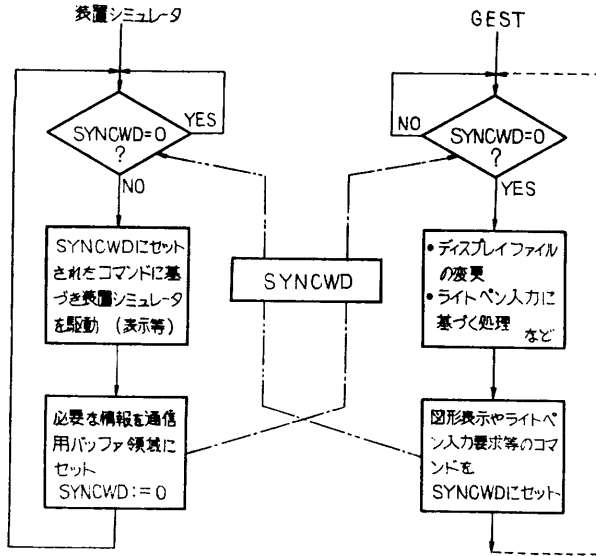 装置シミュレータ
YES
SYNCWD=0
?
NO
SYNCWDにセット
されたコマンドに基
づき装置シミュレータ
を駆動 (表示等)
必要な情報を通信
用バッファ領域に
セット
SYNCWD:=0
SYNCWD
GEST
NO
SYNCWD=0
?
YES
•ディスプレイファイル
の変更
•ライトペン入力に
基づく処理
など
図形表示やライトペ
ン入力要求等のコマ
ンドを
SYNCWDにセット